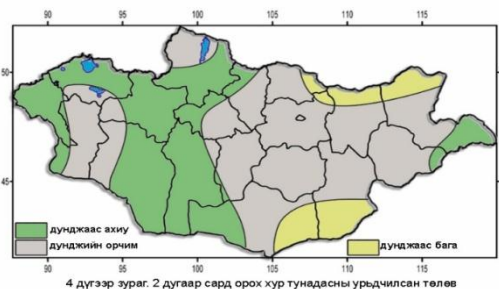 90 95 100 105 110 115
50
45
дунджаас ахиу
дунджийн орчим
дунджаас бага
90 95 100 105 110 115
4 дүгээр зураг. 2 дугаар сард орох хур тунадасны урьдчилсан төлөв